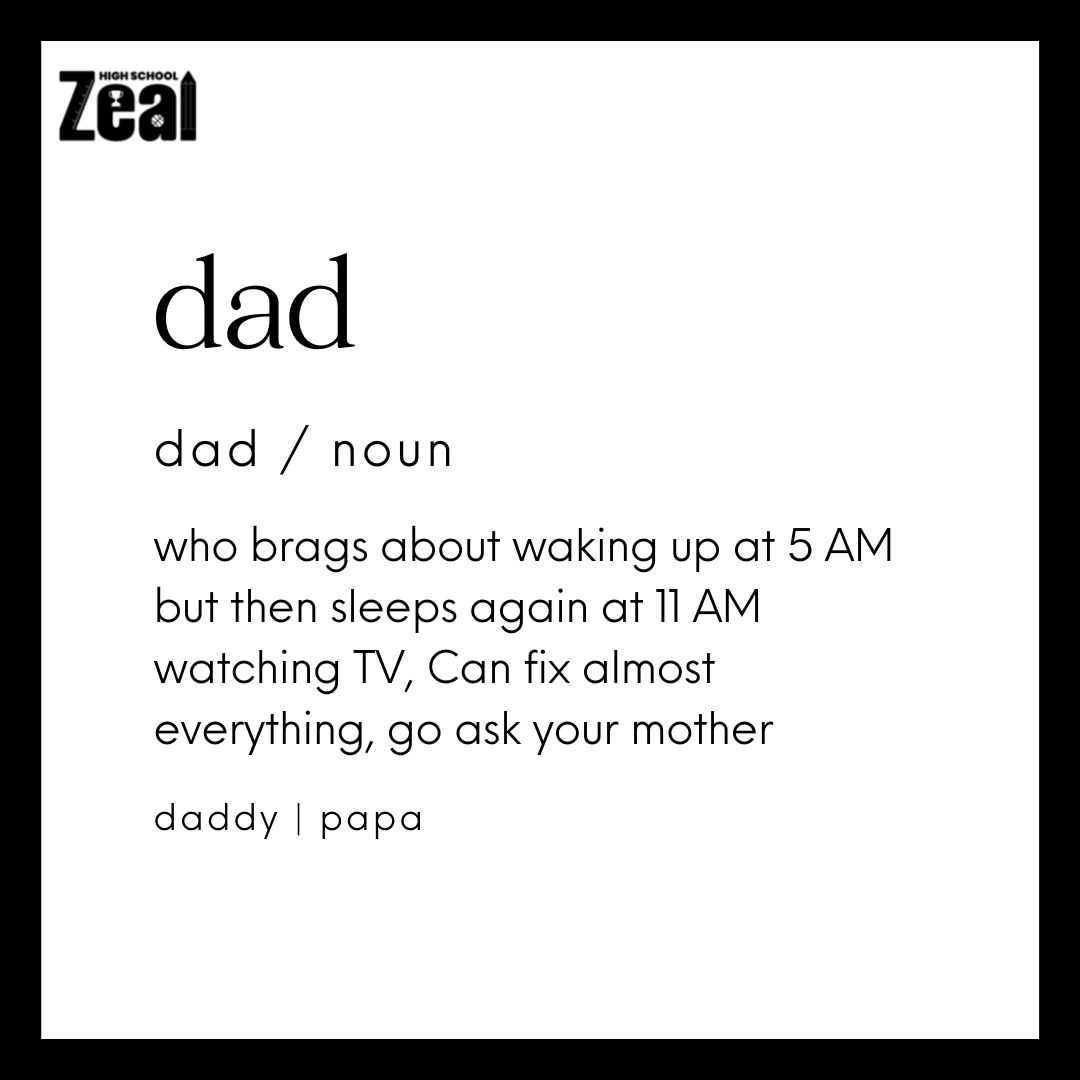 HIGH SCHOOL
Zeal
dad
dad / noun
who brags about waking up at 5 AM
but then sleeps again at 11 AM
watching TV, Can fix almost
everything, go ask your mother
daddy | papa